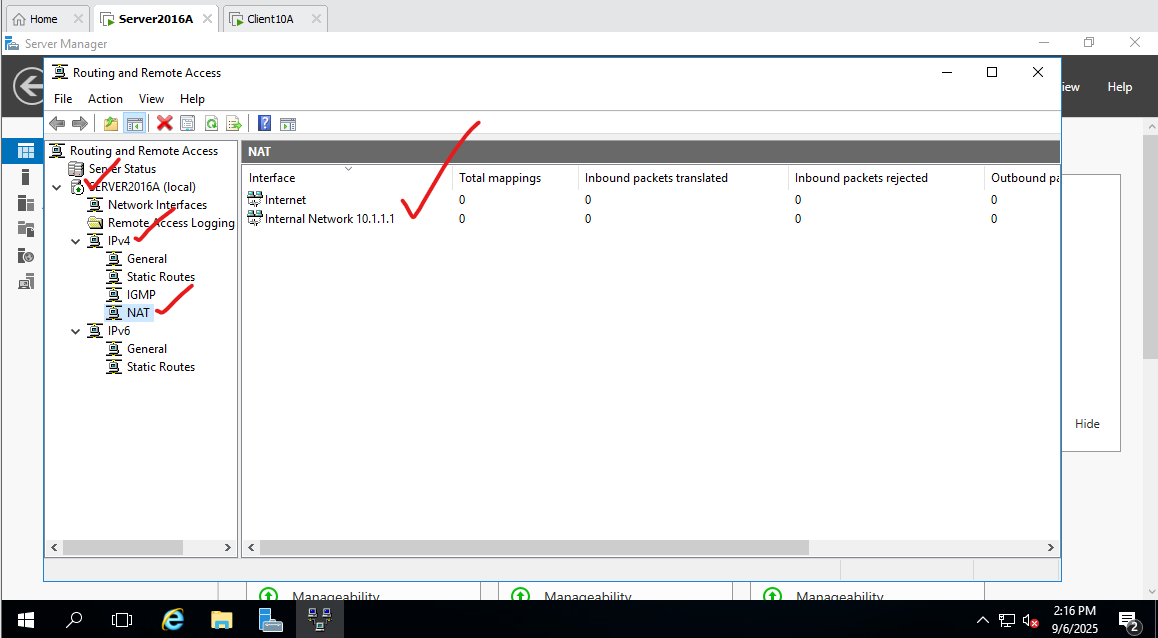 Home Server2016A Client10A
Server Manager
Routing and Remote Access
iew Help
File Action View Help
Routing and Remote Access
Server Status
SERVER2016A (local)
Network Interfaces
Remote Access Logging
IPv4
General
Static Routes
IGMP
NAT
IPv6
General
Static Routes
NAT
Interface Total mappings Inbound packets translated Inbound packets rejected Outbound pa
Internet 0 0 0 0
Internal Network 10.1.1.1 0 0 0 0
Hide
Manageability Manageability Manageability
2:16 PM
9/6/2025
2